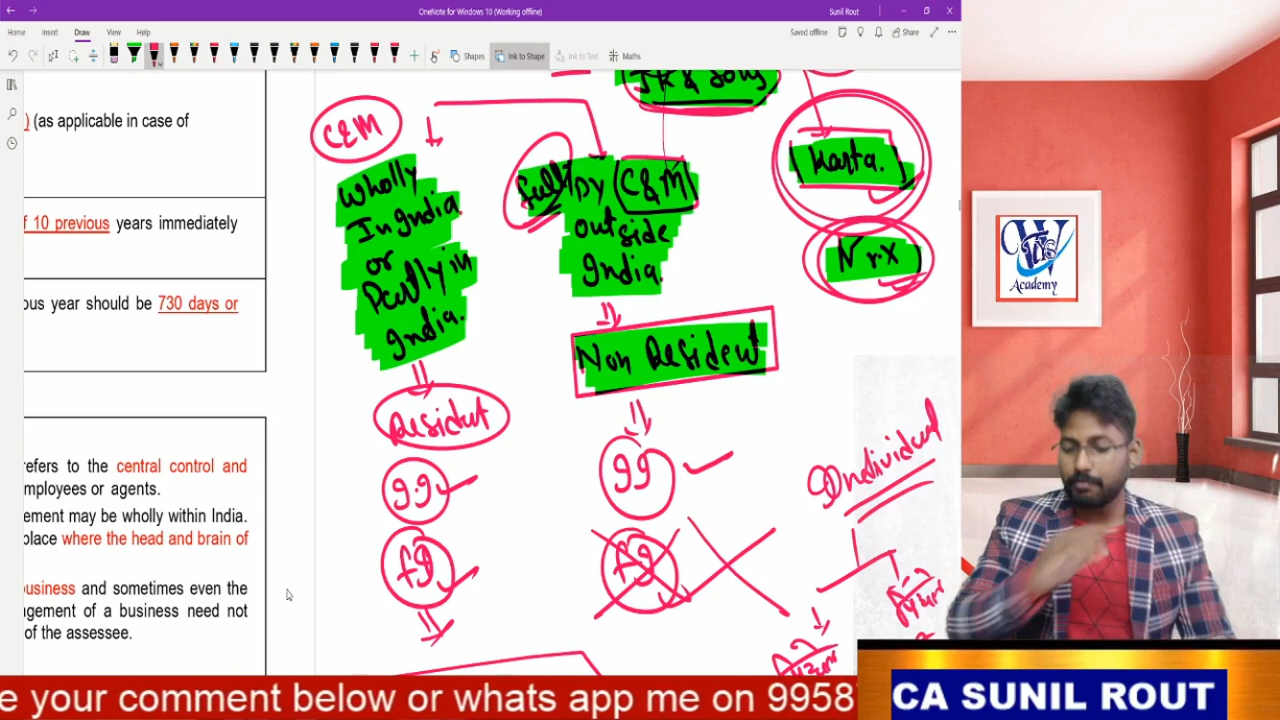 OneNote for Windows 10 (Working offline)
Sunil Rout
Home Insert Draw View Help
Saved offline
Share
Shapes
Ink to Shape
Ink to Text
Maths
(as applicable in case of
f 10 previous years immediately
ous year should be 730 days or
refers to the central control and
mployees or agents.
ement may be wholly within India.
place where the head and brain of
usiness and sometimes even the
ngement of a business need not
of the assessee.
C&M
Wholly
In India
or
Partly in
India.
fully by C&M
outside
India.
Karta.
Mr.X
Non Resident
Resident
Individual
Academy
e your comment below or whats app me on 9958
CA SUNIL ROUT